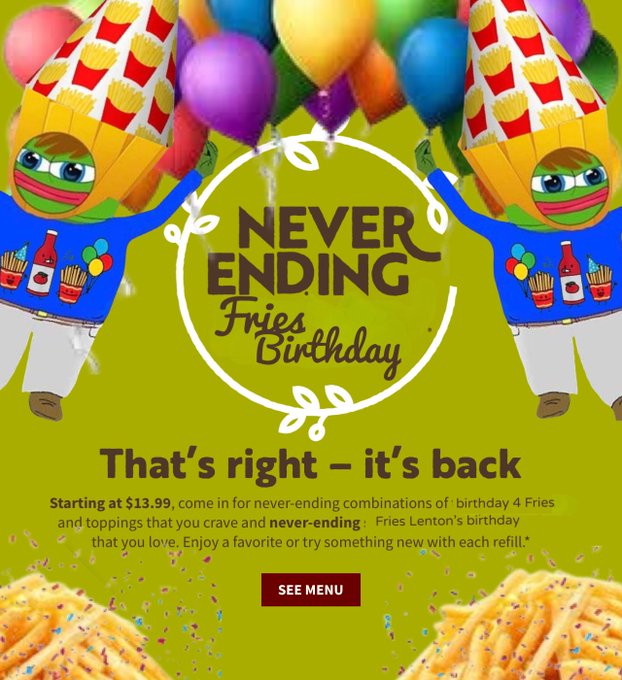 NEVER
ENDING
Fries
Birthday
That's right – it's back
Starting at $13.99, come in for never-ending combinations of birthday 4 Fries
and toppings that you crave and never-ending : Fries Lenton's birthday
that you love. Enjoy a favorite or try something new with each refill.*
SEE MENU